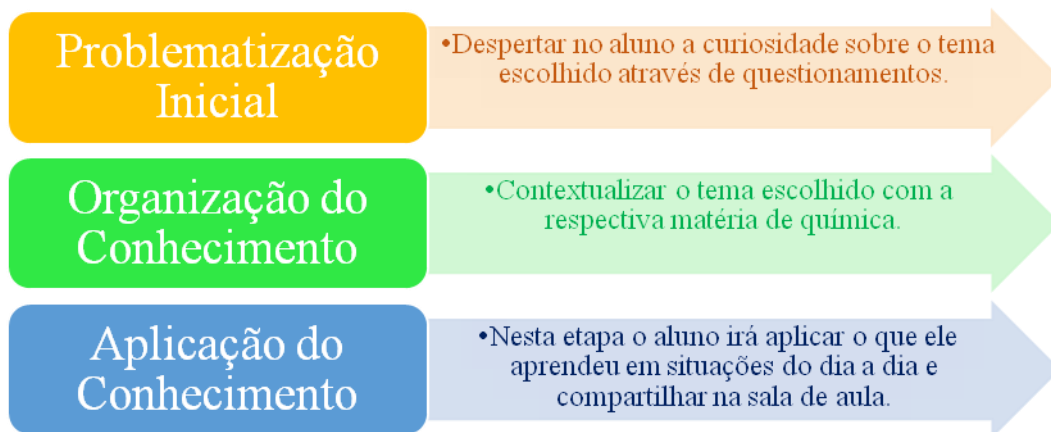 Problematização
Inicial
•Despertar no aluno a curiosidade sobre o tema
escolhido através de questionamentos.
Organização do
Conhecimento
•Contextualizar o tema escolhido com a
respectiva matéria de química.
Aplicação do
Conhecimento
•Nesta etapa o aluno irá aplicar o que ele
aprendeu em situações do dia a dia e
compartilhar na sala de aula.